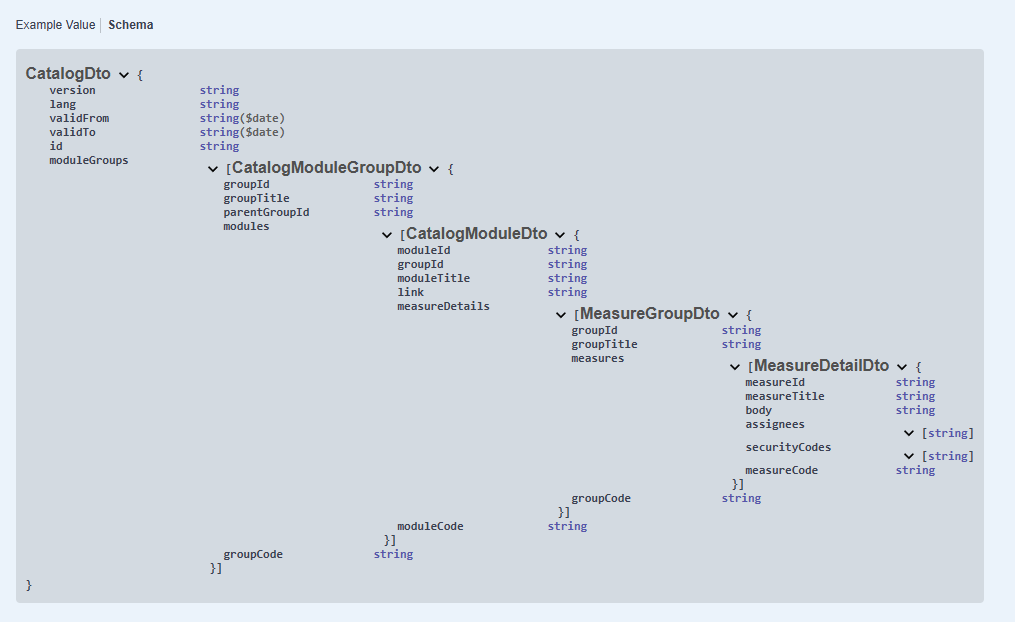 Example Value | Schema
CatalogDto {
version string
lang string
validFrom string($date)
validTo string($date)
id string
moduleGroups
[CatalogModuleGroupDto {
groupId string
groupTitle string
parentGroupId string
modules
[CatalogModuleDto {
moduleId string
groupId string
moduleTitle string
link string
measureDetails
[MeasureGroupDto {
groupId string
groupTitle string
measures
[MeasureDetailDto {
measureId string
measureTitle string
body string
assignees
[string]
securityCodes
[string]
measureCode string
}]
groupCode string
}]
moduleCode string
}]
groupCode string
}]
}